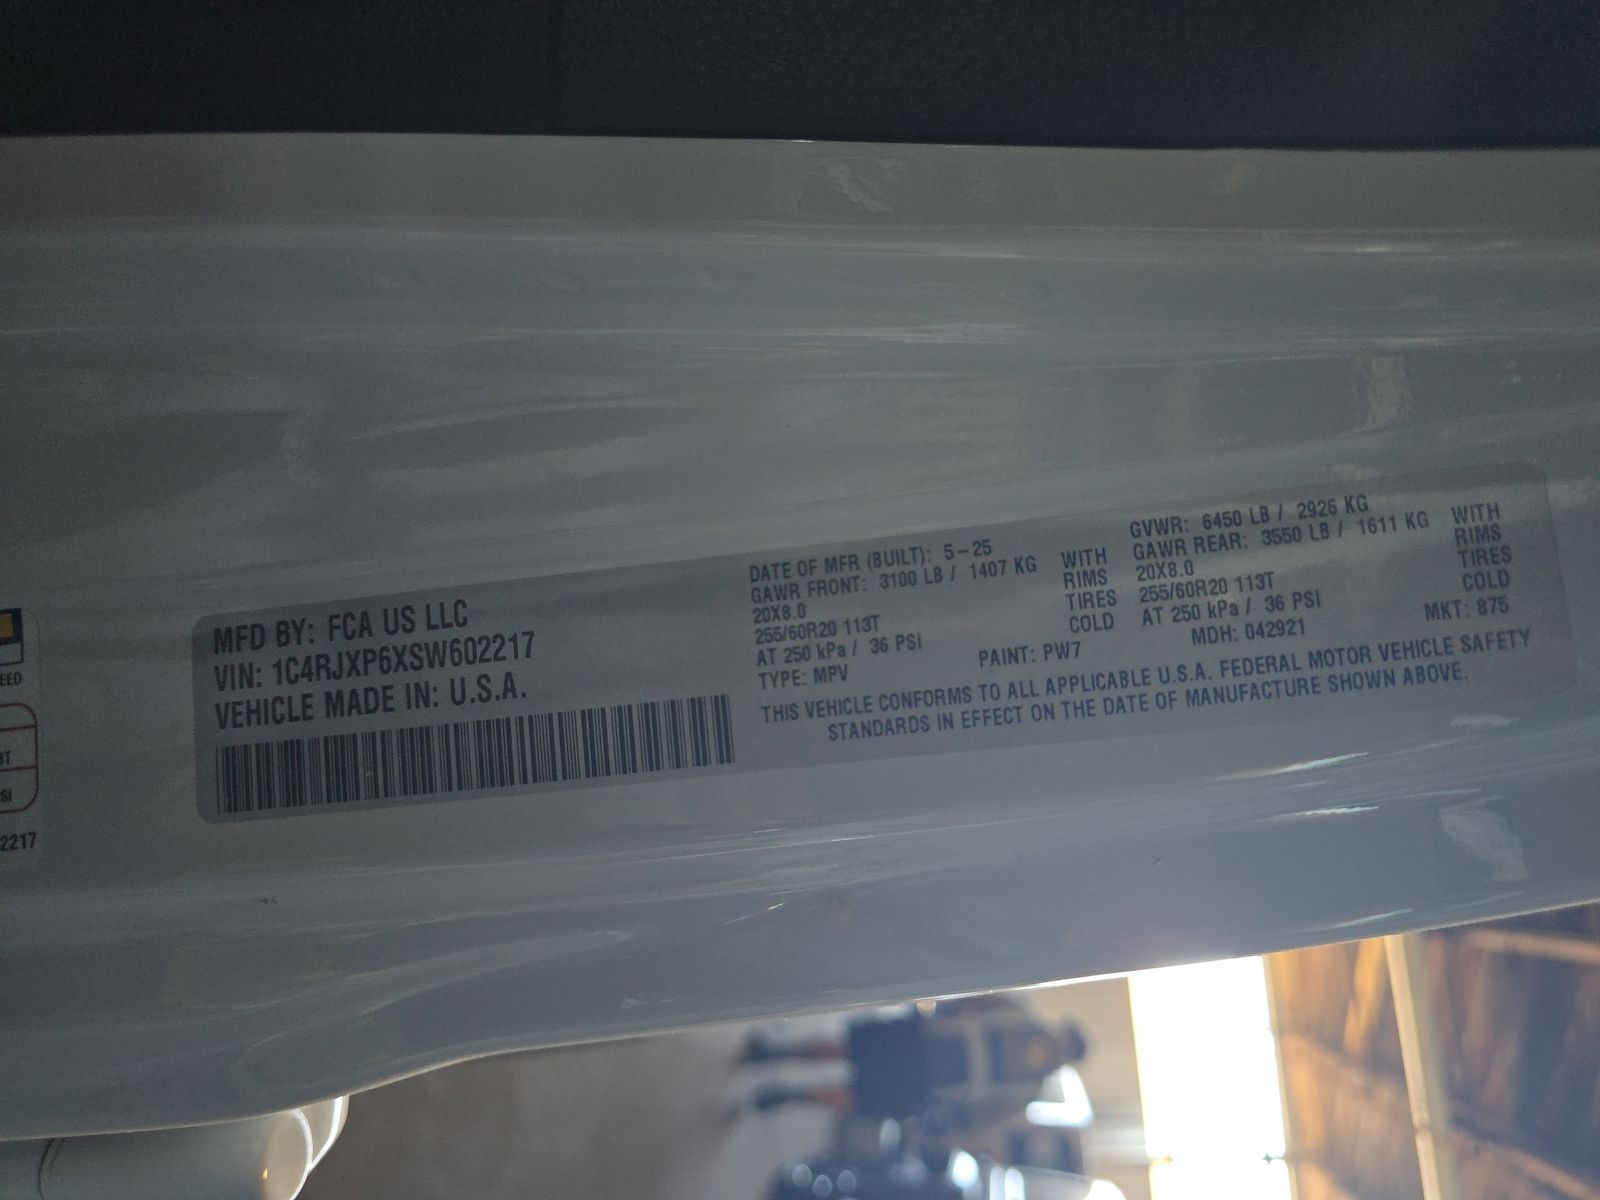 MFD BY: FCA US LLC
VIN: 1C4RJXP6XSW602217
VEHICLE MADE IN: U.S.A.
DATE OF MFR (BUILT): 5-25
GAWR FRONT: 3100 LB / 1407 KG WITH
20X8.0 RIMS
255/60R20 113T TIRES
AT 250 kPa / 36 PSI COLD
TYPE: MPV
PAINT: PW7
GVWR: 6450 LB / 2926 KG
GAWR REAR: 3550 LB / 1611 KG WITH
20X8.0 RIMS
255/60R20 113T TIRES
AT 250 kPa / 36 PSI COLD
MDH: 042921
MKT: 875
THIS VEHICLE CONFORMS TO ALL APPLICABLE U.S.A. FEDERAL MOTOR VEHICLE SAFETY
STANDARDS IN EFFECT ON THE DATE OF MANUFACTURE SHOWN ABOVE.
2217